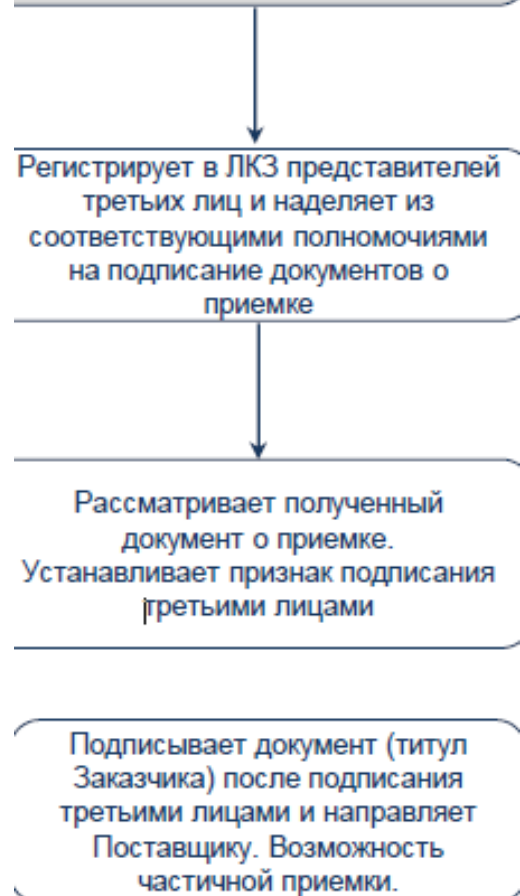 Регистрирует в ЛКЗ представителей
третьих лиц и наделяет из
соответствующими полномочиями
на подписание документов о
приемке
Рассматривает полученный
документ о приемке.
Устанавливает признак подписания
третьими лицами
Подписывает документ (титул
Заказчика) после подписания
третьими лицами и направляет
Поставщику. Возможность
частичной приемки.